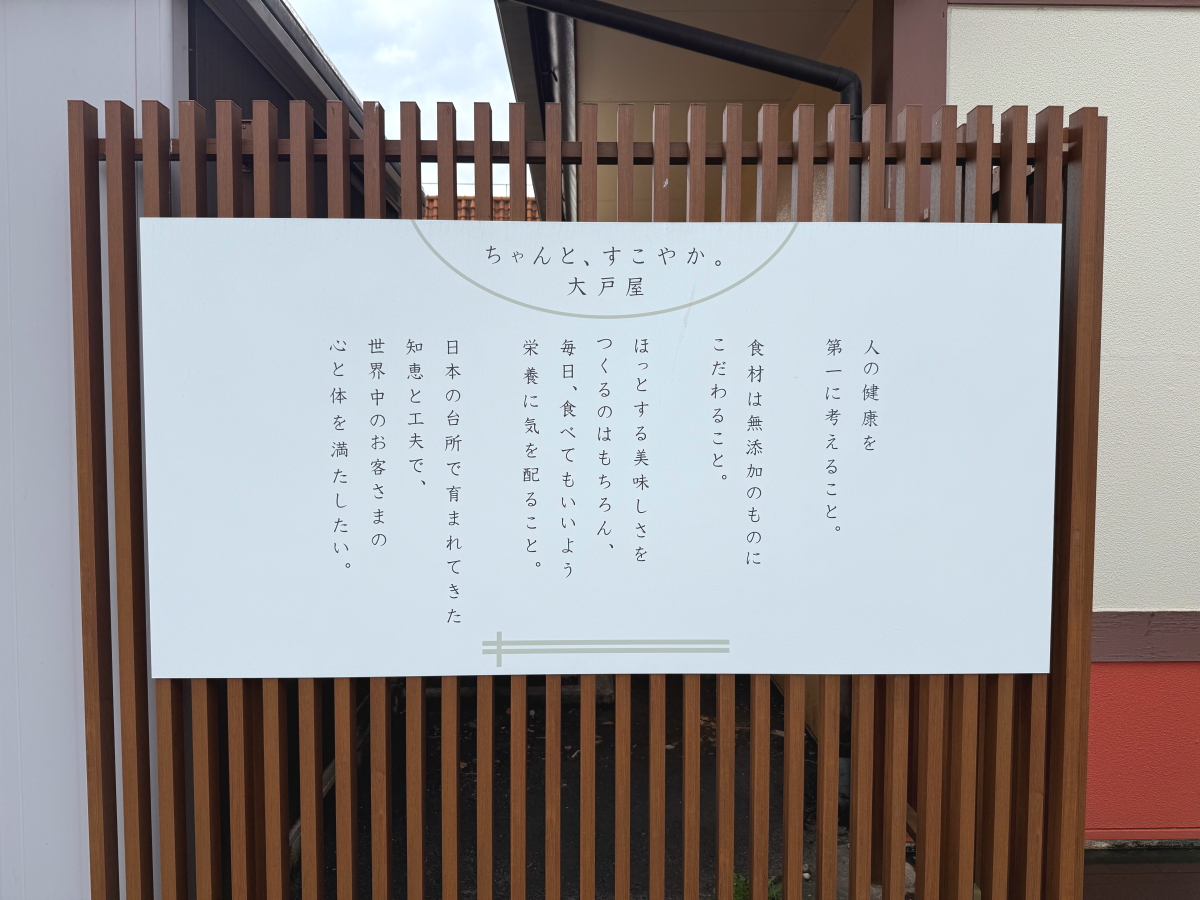 ちゃんと、すこやか。
大戸屋
人の健康を
第一に考えること。
食材は無添加のものに
こだわること。
ほっとする美味しさを
つくるのはもちろん、
毎日、食べてもいいよう
栄養に気を配ること。
日本の台所で育まれてきた
知恵と工夫で、
世界中のお客さまの
心と体を満たしたい。